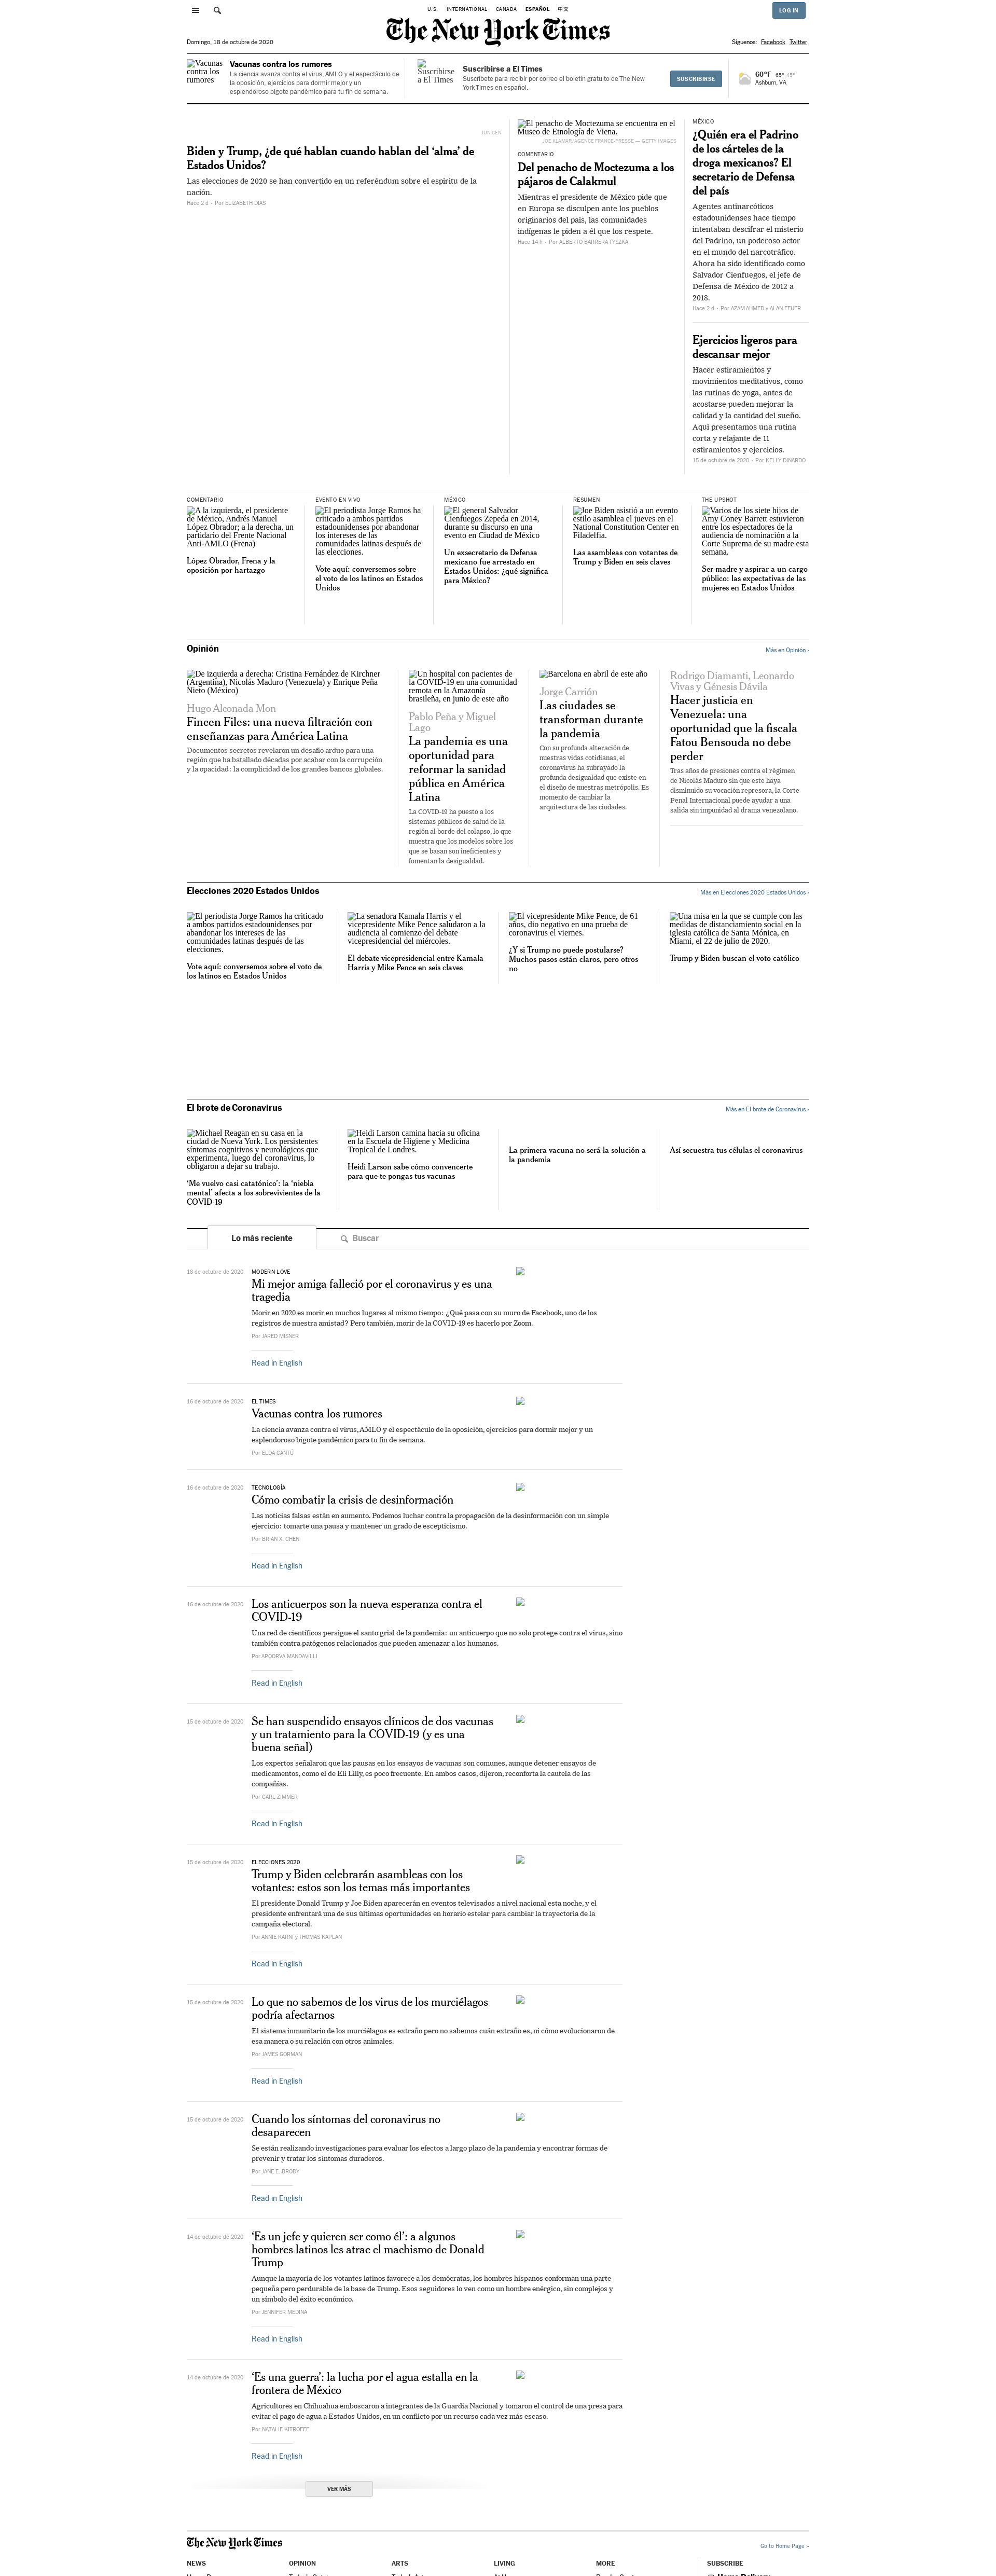 U.S. INTERNATIONAL CANADA ESPAÑOL 中文
LOG IN
The New York Times
Domingo, 18 de octubre de 2020
Síguenos: Facebook Twitter
Vacunas contra los rumores
Vacunas contra los rumores
La ciencia avanza contra el virus, AMLO y el espectáculo de
la oposición, ejercicios para dormir mejor y un
esplendoroso bigote pandémico para tu fin de semana.
Suscribirse a El Times
Suscribirse a El Times
Suscríbete para recibir por correo el boletín gratuito de The New
York Times en español.
SUSCRIBIRSE
60°F 65° 45°
Ashburn, VA
JUN CEN
Biden y Trump, ¿de qué hablan cuando hablan del ‘alma’ de
Estados Unidos?
Las elecciones de 2020 se han convertido en un referéndum sobre el espíritu de la
nación.
Hace 2 d - Por ELIZABETH DIAS
El penacho de Moctezuma se encuentra en el
Museo de Etnología de Viena.
JOE KLAMAR/AGENCE FRANCE-PRESSE — GETTY IMAGES
COMENTARIO
Del penacho de Moctezuma a los
pájaros de Calakmul
Mientras el presidente de México pide que
en Europa se disculpen ante los pueblos
originarios del país, las comunidades
indígenas le piden a él que los respete.
Hace 14 h - Por ALBERTO BARRERA TYSZKA
MÉXICO
¿Quién era el Padrino
de los cárteles de la
droga mexicanos? El
secretario de Defensa
del país
Agentes antinarcóticos
estadounidenses hace tiempo
intentaban descifrar el misterio
del Padrino, un poderoso actor
en el mundo del narcotráfico.
Ahora ha sido identificado como
Salvador Cienfuegos, el jefe de
Defensa de México de 2012 a
2018.
Hace 2 d - Por AZAM AHMED y ALAN FEUER
Ejercicios ligeros para
descansar mejor
Hacer estiramientos y
movimientos meditativos, como
las rutinas de yoga, antes de
acostarse pueden mejorar la
calidad y la cantidad del sueño.
Aquí presentamos una rutina
corta y relajante de 11
estiramientos y ejercicios.
15 de octubre de 2020 - Por KELLY DINARDO
COMENTARIO
A la izquierda, el presidente
de México, Andrés Manuel
López Obrador; a la derecha, un
partidario del Frente Nacional
Anti-AMLO (Frena)
López Obrador, Frena y la
oposición por hartazgo
EVENTO EN VIVO
El periodista Jorge Ramos ha
criticado a ambos partidos
estadounidenses por abandonar
los intereses de las
comunidades latinas después de
las elecciones.
Vote aquí: conversemos sobre
el voto de los latinos en Estados
Unidos
MÉXICO
El general Salvador
Cienfuegos Zepeda en 2014,
durante su discurso en una
evento en Ciudad de México
Un exsecretario de Defensa
mexicano fue arrestado en
Estados Unidos: ¿qué significa
para México?
RESUMEN
Joe Biden asistió a un evento
estilo asamblea el jueves en el
National Constitution Center en
Filadelfia.
Las asambleas con votantes de
Trump y Biden en seis claves
THE UPSHOT
Varios de los siete hijos de
Amy Coney Barrett estuvieron
entre los espectadores de la
audiencia de nominación a la
Corte Suprema de su madre esta
semana.
Ser madre y aspirar a un cargo
público: las expectativas de las
mujeres en Estados Unidos
Opinión
Más en Opinión ›
De izquierda a derecha: Cristina Fernández de Kirchner
(Argentina), Nicolás Maduro (Venezuela) y Enrique Peña
Nieto (México)
Hugo Alconada Mon
Fincen Files: una nueva filtración con
enseñanzas para América Latina
Documentos secretos revelaron un desafío arduo para una
región que ha batallado décadas por acabar con la corrupción
y la opacidad: la complicidad de los grandes bancos globales.
Un hospital con pacientes de
la COVID-19 en una comunidad
remota en la Amazonía
brasileña, en junio de este año
Pablo Peña y Miguel
Lago
La pandemia es una
oportunidad para
reformar la sanidad
pública en América
Latina
La COVID-19 ha puesto a los
sistemas públicos de salud de la
región al borde del colapso, lo que
muestra que los modelos sobre los
que se basan son ineficientes y
fomentan la desigualdad.
Barcelona en abril de este año
Jorge Carrión
Las ciudades se
transforman durante
la pandemia
Con su profunda alteración de
nuestras vidas cotidianas, el
coronavirus ha subrayado la
profunda desigualdad que existe en
el diseño de nuestras metrópolis. Es
momento de cambiar la
arquitectura de las ciudades.
Rodrigo Diamanti, Leonardo
Vivas y Génesis Dávila
Hacer justicia en
Venezuela: una
oportunidad que la fiscala
Fatou Bensouda no debe
perder
Tras años de presiones contra el régimen
de Nicolás Maduro sin que este haya
disminuido su vocación represora, la Corte
Penal Internacional puede ayudar a una
salida sin impunidad al drama venezolano.
Elecciones 2020 Estados Unidos
Más en Elecciones 2020 Estados Unidos ›
El periodista Jorge Ramos ha criticado
a ambos partidos estadounidenses por
abandonar los intereses de las
comunidades latinas después de las
elecciones.
Vote aquí: conversemos sobre el voto de
los latinos en Estados Unidos
La senadora Kamala Harris y el
vicepresidente Mike Pence saludaron a la
audiencia al comienzo del debate
vicepresidencial del miércoles.
El debate vicepresidencial entre Kamala
Harris y Mike Pence en seis claves
El vicepresidente Mike Pence, de 61
años, dio negativo en una prueba de
coronavirus el viernes.
¿Y si Trump no puede postularse?
Muchos pasos están claros, pero otros
no
Una misa en la que se cumple con las
medidas de distanciamiento social en la
iglesia católica de Santa Mónica, en
Miami, el 22 de julio de 2020.
Trump y Biden buscan el voto católico
El brote de Coronavirus
Más en El brote de Coronavirus ›
Michael Reagan en su casa en la
ciudad de Nueva York. Los persistentes
síntomas cognitivos y neurológicos que
experimenta, luego del coronavirus, lo
obligaron a dejar su trabajo.
‘Me vuelvo casi catatónico’: la ‘niebla
mental’ afecta a los sobrevivientes de la
COVID-19
Heidi Larson camina hacia su oficina
en la Escuela de Higiene y Medicina
Tropical de Londres.
Heidi Larson sabe cómo convencerte
para que te pongas tus vacunas
La primera vacuna no será la solución a
la pandemia
Así secuestra tus células el coronavirus
Lo más reciente
Buscar
18 de octubre de 2020
MODERN LOVE
Mi mejor amiga falleció por el coronavirus y es una
tragedia
Morir en 2020 es morir en muchos lugares al mismo tiempo: ¿Qué pasa con su muro de Facebook, uno de los
registros de nuestra amistad? Pero también, morir de la COVID-19 es hacerlo por Zoom.
Por JARED MISNER
Read in English
16 de octubre de 2020
EL TIMES
Vacunas contra los rumores
La ciencia avanza contra el virus, AMLO y el espectáculo de la oposición, ejercicios para dormir mejor y un
esplendoroso bigote pandémico para tu fin de semana.
Por ELDA CANTÚ
16 de octubre de 2020
TECNOLOGÍA
Cómo combatir la crisis de desinformación
Las noticias falsas están en aumento. Podemos luchar contra la propagación de la desinformación con un simple
ejercicio: tomarte una pausa y mantener un grado de escepticismo.
Por BRIAN X. CHEN
Read in English
16 de octubre de 2020
Los anticuerpos son la nueva esperanza contra el
COVID-19
Una red de científicos persigue el santo grial de la pandemia: un anticuerpo que no solo protege contra el virus, sino
también contra patógenos relacionados que pueden amenazar a los humanos.
Por APOORVA MANDAVILLI
Read in English
15 de octubre de 2020
Se han suspendido ensayos clínicos de dos vacunas
y un tratamiento para la COVID-19 (y es una
buena señal)
Los expertos señalaron que las pausas en los ensayos de vacunas son comunes, aunque detener ensayos de
medicamentos, como el de Eli Lilly, es poco frecuente. En ambos casos, dijeron, reconforta la cautela de las
compañías.
Por CARL ZIMMER
Read in English
15 de octubre de 2020
ELECCIONES 2020
Trump y Biden celebrarán asambleas con los
votantes: estos son los temas más importantes
El presidente Donald Trump y Joe Biden aparecerán en eventos televisados a nivel nacional esta noche, y el
presidente enfrentará una de sus últimas oportunidades en horario estelar para cambiar la trayectoria de la
campaña electoral.
Por ANNIE KARNI y THOMAS KAPLAN
Read in English
15 de octubre de 2020
Lo que no sabemos de los virus de los murciélagos
podría afectarnos
El sistema inmunitario de los murciélagos es extraño pero no sabemos cuán extraño es, ni cómo evolucionaron de
esa manera o su relación con otros animales.
Por JAMES GORMAN
Read in English
15 de octubre de 2020
Cuando los síntomas del coronavirus no
desaparecen
Se están realizando investigaciones para evaluar los efectos a largo plazo de la pandemia y encontrar formas de
prevenir y tratar los síntomas duraderos.
Por JANE E. BRODY
Read in English
14 de octubre de 2020
‘Es un jefe y quieren ser como él’: a algunos
hombres latinos les atrae el machismo de Donald
Trump
Aunque la mayoría de los votantes latinos favorece a los demócratas, los hombres hispanos conforman una parte
pequeña pero perdurable de la base de Trump. Esos seguidores lo ven como un hombre enérgico, sin complejos y
un símbolo del éxito económico.
Por JENNIFER MEDINA
Read in English
14 de octubre de 2020
‘Es una guerra’: la lucha por el agua estalla en la
frontera de México
Agricultores en Chihuahua emboscaron a integrantes de la Guardia Nacional y tomaron el control de una presa para
evitar el pago de agua a Estados Unidos, en un conflicto por un recurso cada vez más escaso.
Por NATALIE KITROEFF
Read in English
VER MÁS
The New York Times
Go to Home Page »
NEWS OPINION ARTS LIVING MORE SUBSCRIBE